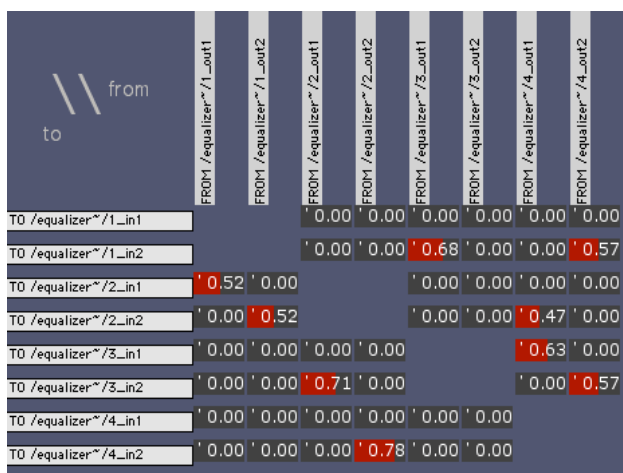 \\ from
to
FROM /equalizer~/1_out1
FROM /equalizer~/1_out2
FROM /equalizer~/2_out1
FROM /equalizer~/2_out2
FROM /equalizer~/3_out1
FROM /equalizer~/3_out2
FROM /equalizer~/4_out1
FROM /equalizer~/4_out2
TO /equalizer~/1_in1 ' 0.00 ' 0.00 ' 0.00 ' 0.00 ' 0.00 ' 0.00
TO /equalizer~/1_in2 ' 0.00 ' 0.00 ' 0.68 ' 0.00 ' 0.00 ' 0.57
TO /equalizer~/2_in1 ' 0.52 ' 0.00 ' 0.00 ' 0.00 ' 0.00 ' 0.00
TO /equalizer~/2_in2 ' 0.00 ' 0.52 ' 0.00 ' 0.00 ' 0.47 ' 0.00
TO /equalizer~/3_in1 ' 0.00 ' 0.00 ' 0.00 ' 0.00 ' 0.63 ' 0.00
TO /equalizer~/3_in2 ' 0.00 ' 0.00 ' 0.71 ' 0.00 ' 0.00 ' 0.57
TO /equalizer~/4_in1 ' 0.00 ' 0.00 ' 0.00 ' 0.00 ' 0.00 ' 0.00
TO /equalizer~/4_in2 ' 0.00 ' 0.00 ' 0.00 ' 0.78 ' 0.00 ' 0.00